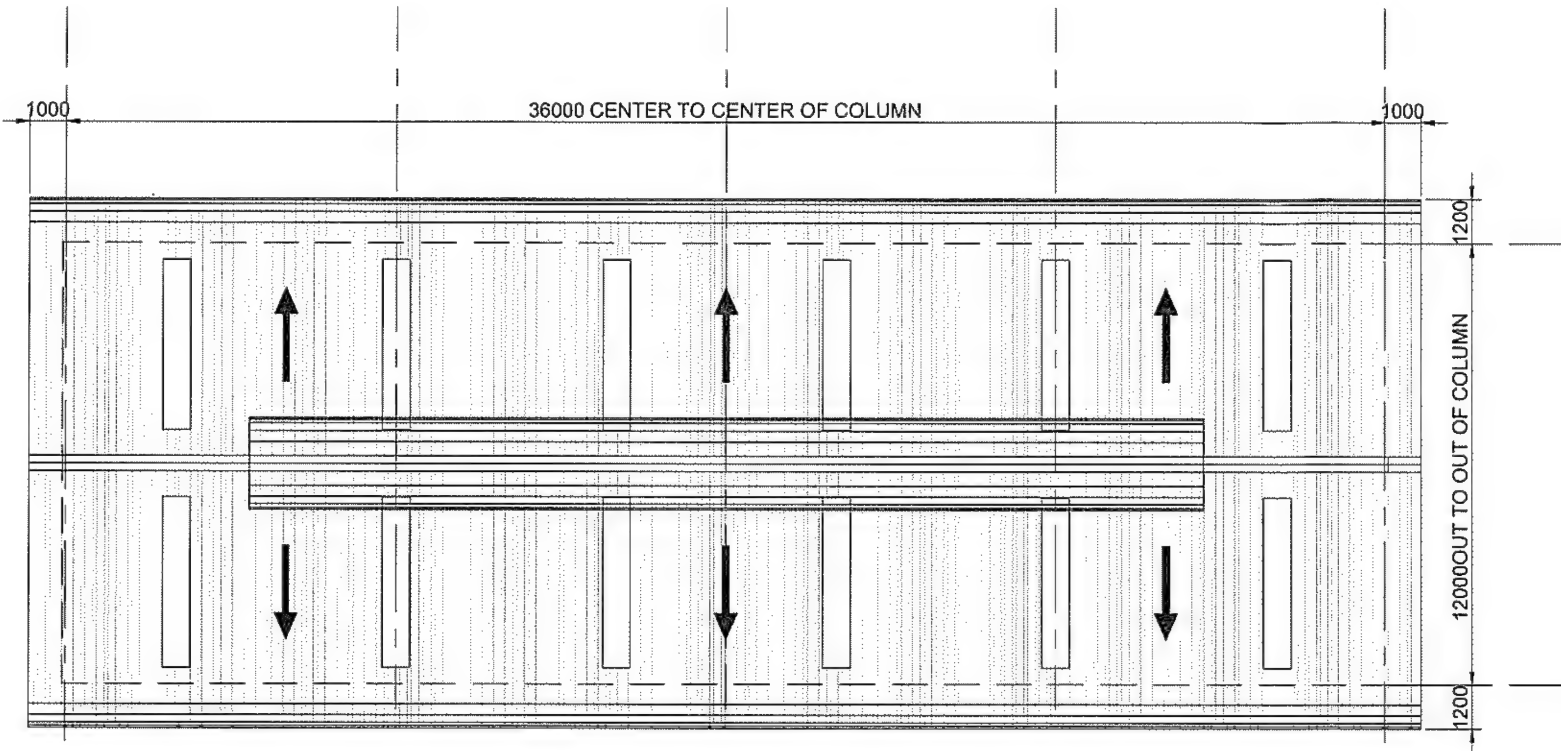 1000
36000 CENTER TO CENTER OF COLUMN
1000
1200
12000OUT TO OUT OF COLUMN
1200